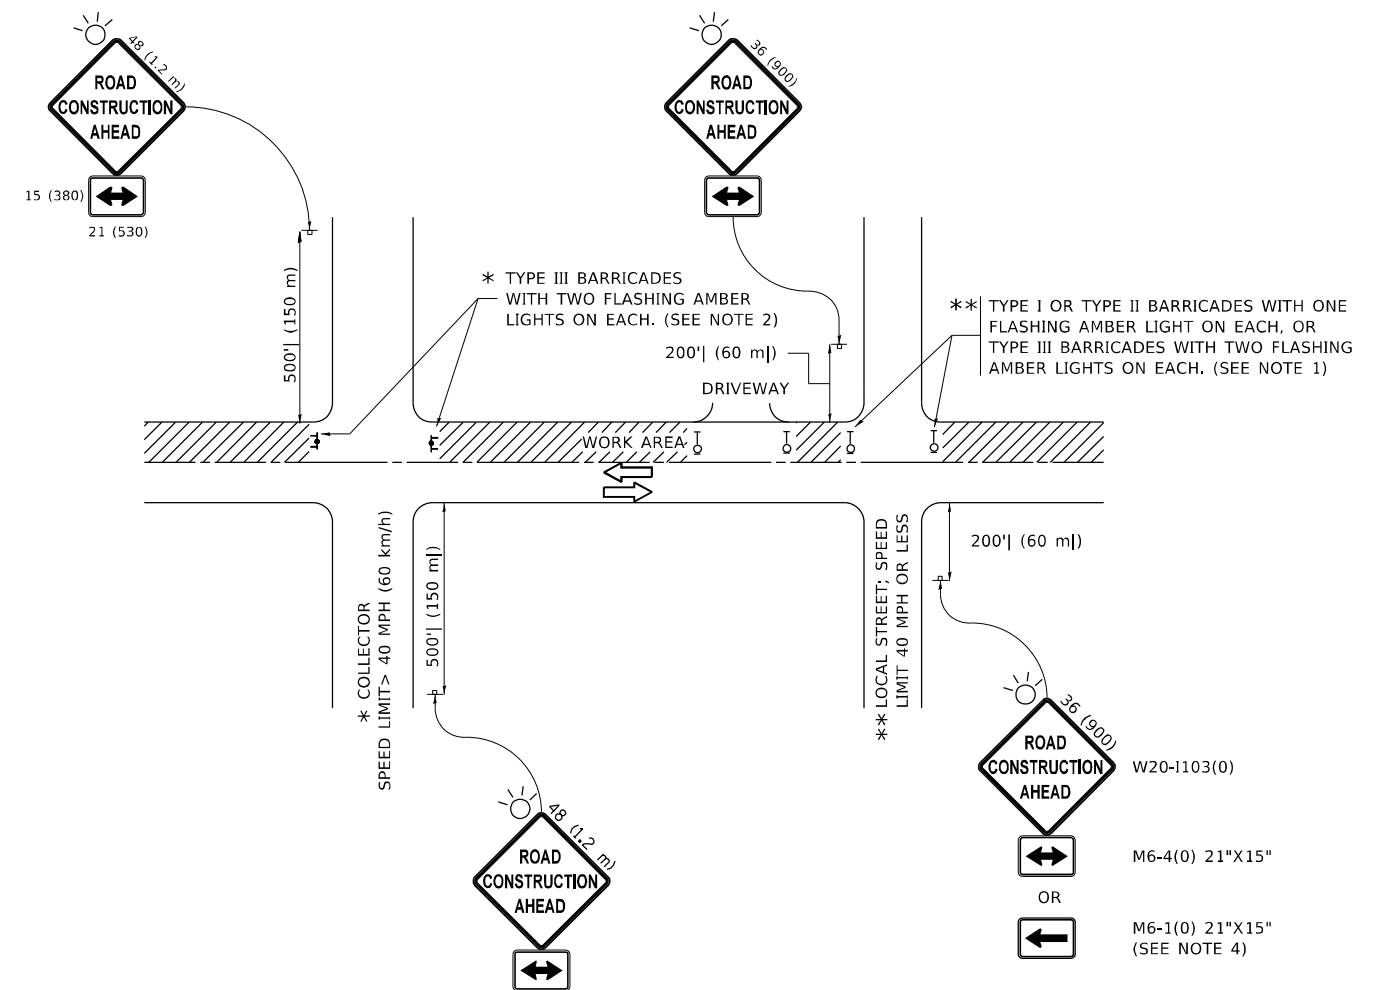 48 (1.2 m)
ROAD
CONSTRUCTION
AHEAD
15 (380)
21 (530)
36 (900)
ROAD
CONSTRUCTION
AHEAD
500'| (150 m)
* TYPE III BARRICADES
WITH TWO FLASHING AMBER
LIGHTS ON EACH. (SEE NOTE 2)
200'| (60 m|)
DRIVEWAY
** TYPE I OR TYPE II BARRICADES WITH ONE
FLASHING AMBER LIGHT ON EACH, OR
TYPE III BARRICADES WITH TWO FLASHING
AMBER LIGHTS ON EACH. (SEE NOTE 1)
WORK AREA
* COLLECTOR
SPEED LIMIT> 40 MPH (60 km/h)
500'| (150 m|)
** LOCAL STREET; SPEED
LIMIT 40 MPH OR LESS
200'| (60 m|)
48 (1.2 m)
ROAD
CONSTRUCTION
AHEAD
36 (900)
ROAD
CONSTRUCTION
AHEAD
W20-I103(0)
M6-4(0) 21"X15"
OR
M6-1(0) 21"X15"
(SEE NOTE 4)